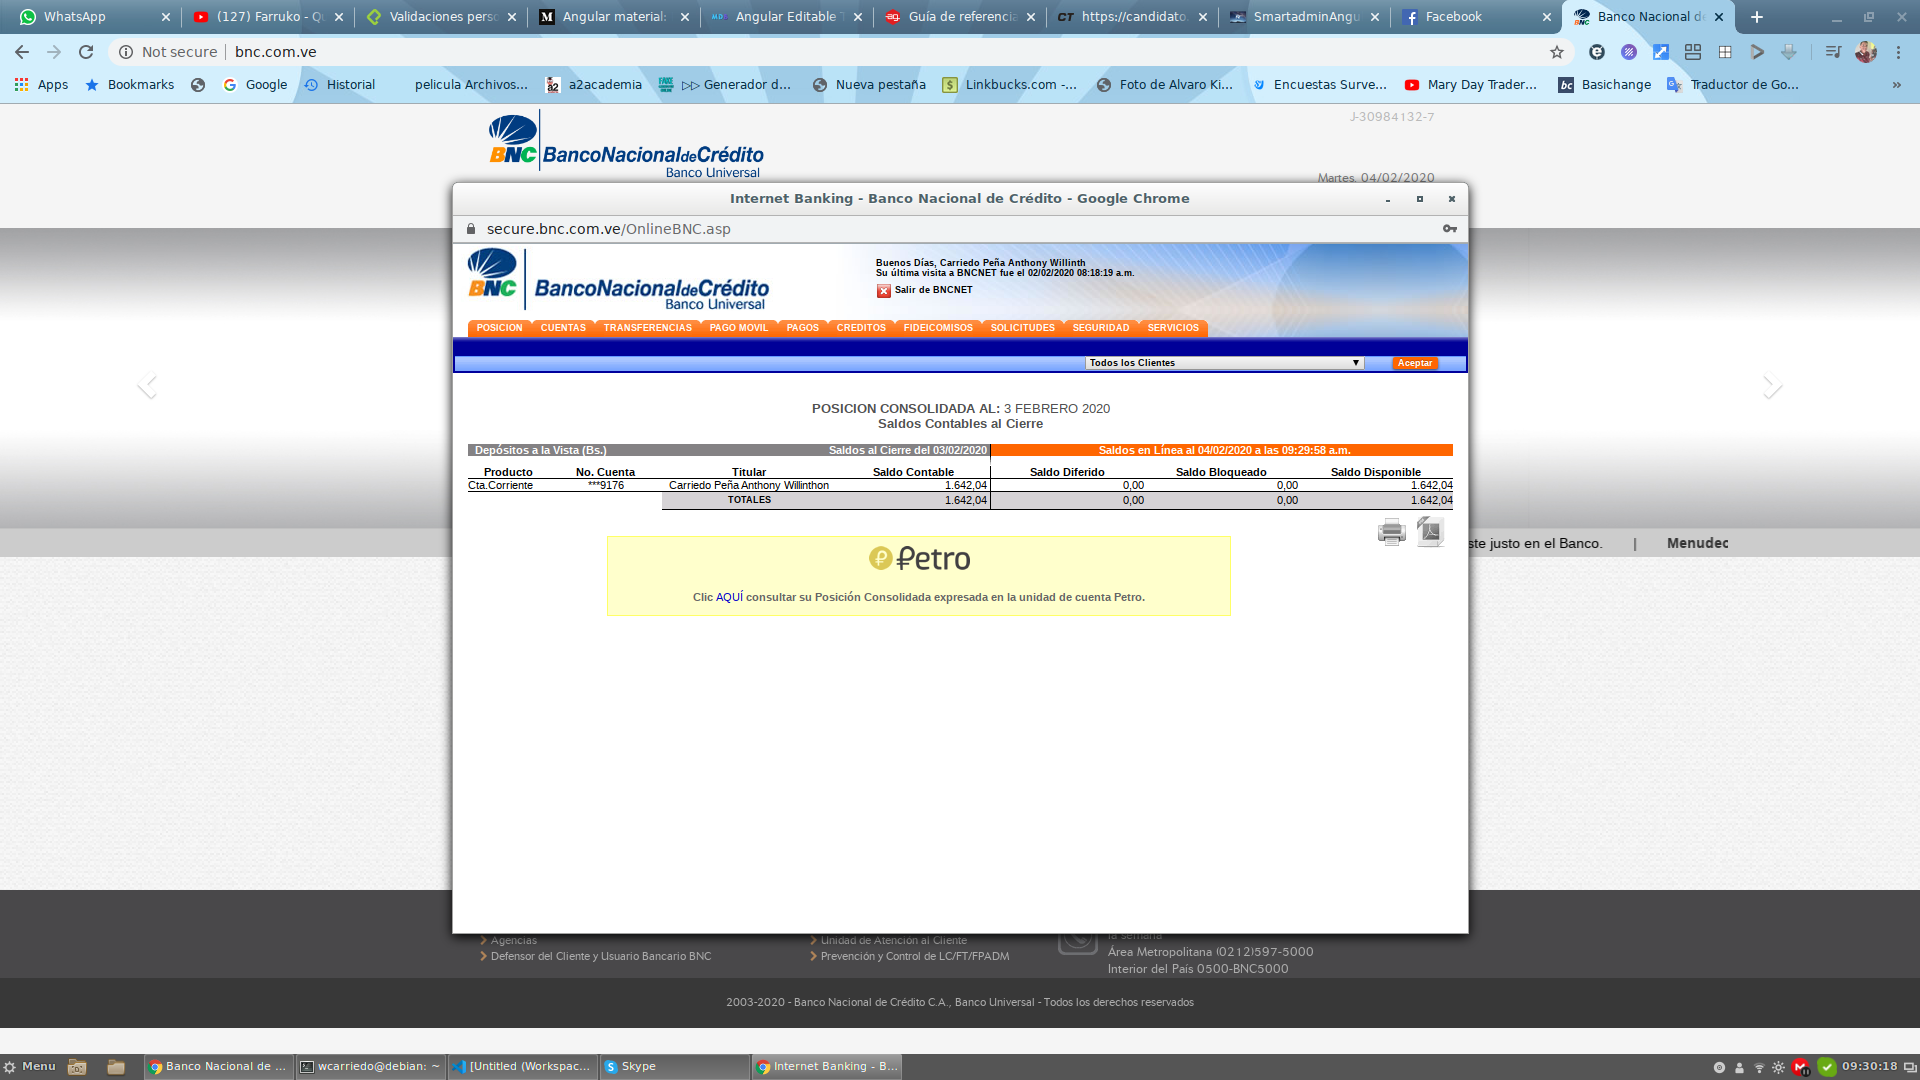 WhatsApp
(127) Farruko - Qu
Validaciones perso
Angular material:
Angular Editable T
Guía de referencia
https://candidato.
SmartadminAngu
Facebook
Banco Nacional de
Not secure | bnc.com.ve
Apps
Bookmarks
Google
Historial
pelicula Archivos...
a2academia
▷▷ Generador d...
Nueva pestaña
Linkbucks.com -...
Foto de Alvaro Ki...
Encuestas Surve...
Mary Day Trader...
Basichange
Traductor de Go...
»
J-30984132-7
BNC BancoNacionaldeCrédito
Banco Universal
Martes, 04/02/2020
Internet Banking - Banco Nacional de Crédito - Google Chrome
secure.bnc.com.ve/OnlineBNC.asp
BNC BancoNacionaldeCrédito
Banco Universal
Buenos Días, Carriedo Peña Anthony Willinth
Su última visita a BNCNET fue el 02/02/2020 08:18:19 a.m.
Salir de BNCNET
POSICION CUENTAS TRANSFERENCIAS PAGO MOVIL PAGOS CREDITOS FIDEICOMISOS SOLICITUDES SEGURIDAD SERVICIOS
Todos los Clientes ▼ Aceptar
POSICION CONSOLIDADA AL: 3 FEBRERO 2020
Saldos Contables al Cierre
Depósitos a la Vista (Bs.) Saldos al Cierre del 03/02/2020 Saldos en Línea al 04/02/2020 a las 09:29:58 a.m.
Producto No. Cuenta Titular Saldo Contable Saldo Diferido Saldo Bloqueado Saldo Disponible
Cta.Corriente ***9176 Carriedo Peña Anthony Willinthon 1.642,04 0,00 0,00 1.642,04
TOTALES 1.642,04 0,00 0,00 1.642,04
Petro
Clic AQUÍ consultar su Posición Consolidada expresada en la unidad de cuenta Petro.
ste justo en el Banco. | Menudec
Agencias
Defensor del Cliente y Usuario Bancario BNC
Unidad de Atención al Cliente
Prevención y Control de LC/FT/FPADM
la semana
Área Metropolitana (0212)597-5000
Interior del País 0500-BNC5000
2003-2020 - Banco Nacional de Crédito C.A., Banco Universal - Todos los derechos reservados
Menu
Banco Nacional de ...
wcarriedo@debian: ~
[Untitled (Workspac...
Skype
Internet Banking - B...
09:30:18